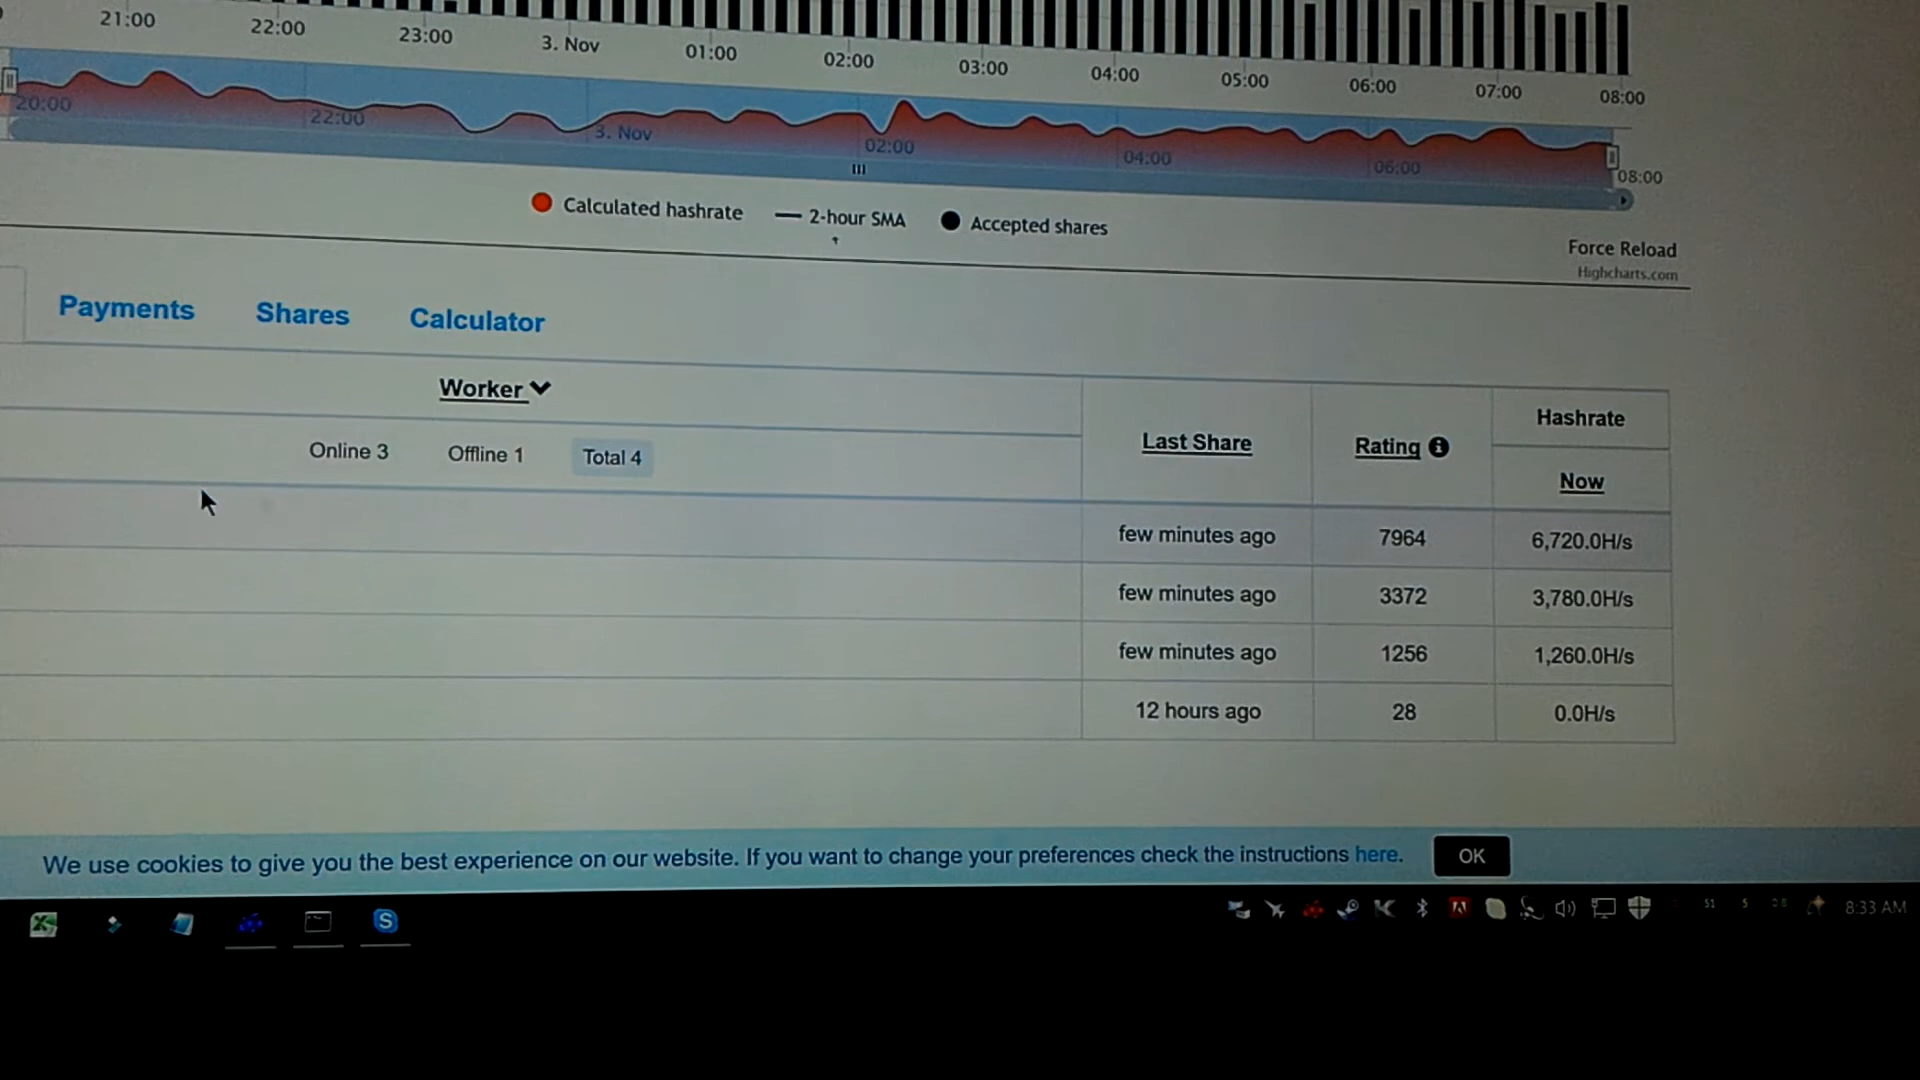 21:00 22:00 23:00 3. Nov 01:00 02:00 03:00 04:00 05:00 06:00 07:00 08:00
20:00 22:00 3. Nov 02:00 04:00 06:00 08:00
Calculated hashrate 2-hour SMA Accepted shares
Force Reload
Highcharts.com
Payments Shares Calculator
Worker Last Share Rating Hashrate
Online 3 Offline 1 Total 4 Now
few minutes ago 7964 6,720.0H/s
few minutes ago 3372 3,780.0H/s
few minutes ago 1256 1,260.0H/s
12 hours ago 28 0.0H/s
We use cookies to give you the best experience on our website. If you want to change your preferences check the instructions here. OK
8:33 AM